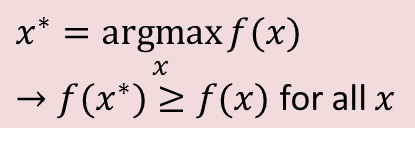 x* = argmax f(x)
x
→ f(x*) ≥ f(x) for all x